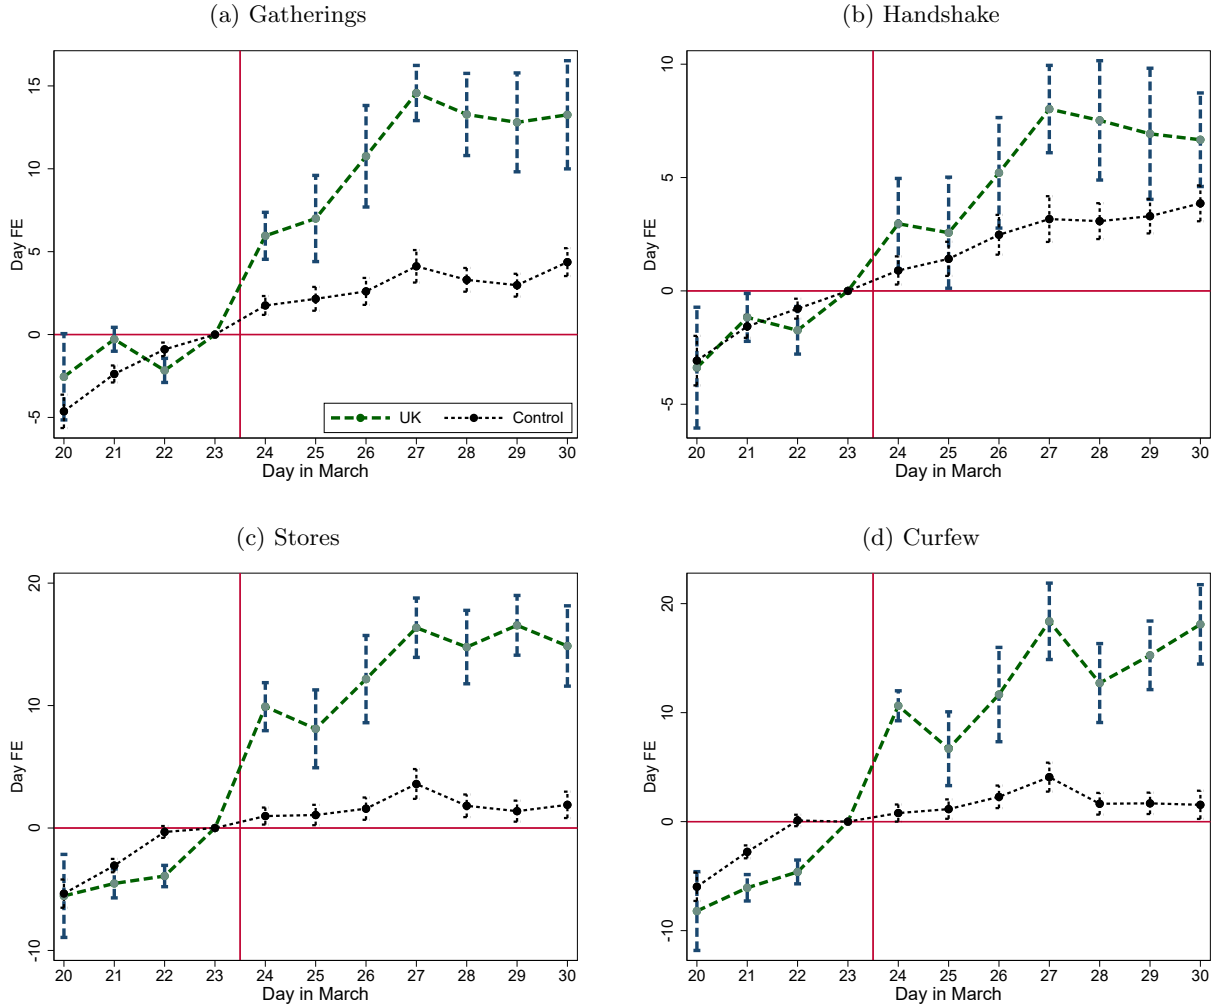 (a) Gatherings
Day FE
15
10
5
0
-5
UK
Control
20 21 22 23 24 25 26 27 28 29 30
Day in March
(b) Handshake
Day FE
10
5
0
-5
20 21 22 23 24 25 26 27 28 29 30
Day in March
(c) Stores
Day FE
20
10
0
-10
20 21 22 23 24 25 26 27 28 29 30
Day in March
(d) Curfew
Day FE
20
10
0
-10
20 21 22 23 24 25 26 27 28 29 30
Day in March